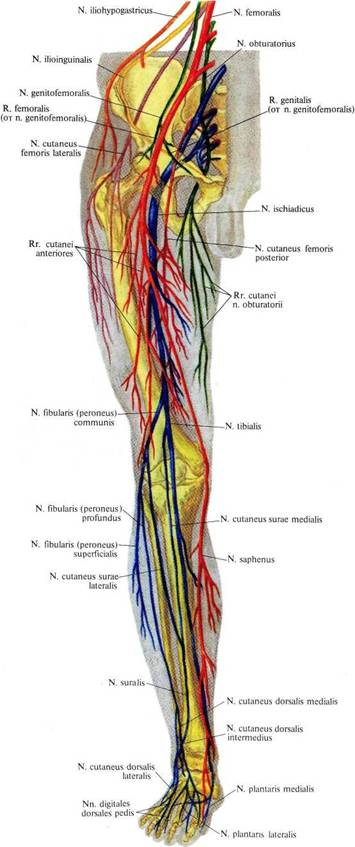 N. iliohypogastricus
N. femoralis
N. obturatorius
N. ilioinguinalis
N. genitofemoralis
R. femoralis
(от n. genitofemoralis)
R. genitalis
(от n. genitofemoralis)
N. cutaneus
femoris lateralis
N. ischiadicus
Rr. cutanei
anteriores
N. cutaneus femoris
posterior
Rr. cutanei
n. obturatorii
N. fibularis (peroneus)
communis
N. tibialis
N. fibularis (peroneus)
profundus
N. cutaneus surae medialis
N. fibularis (peroneus)
superficialis
N. saphenus
N. cutaneus surae
lateralis
N. suralis
N. cutaneus dorsalis medialis
N. cutaneus dorsalis
intermedius
N. cutaneus dorsalis
lateralis
N. plantaris medialis
Nn. digitales
dorsales pedis
N. plantaris lateralis